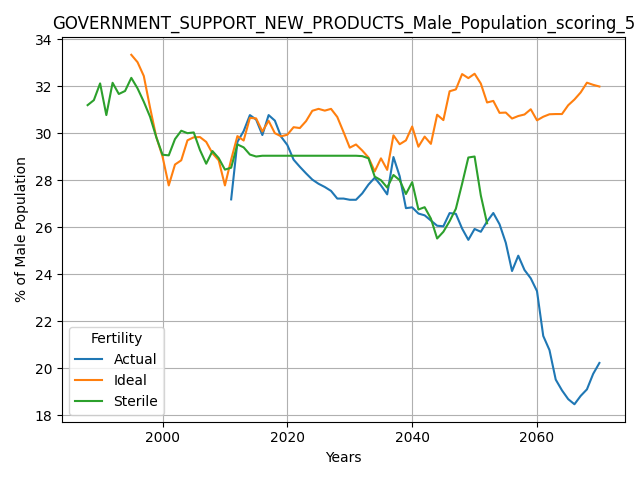 GOVERNMENT_SUPPORT_NEW_PRODUCTS_Male_Population_scoring_5
34
32
30
28
26
24
22
20
18
% of Male Population
Fertility
Actual
Ideal
Sterile
2000 2020 2040 2060
Years